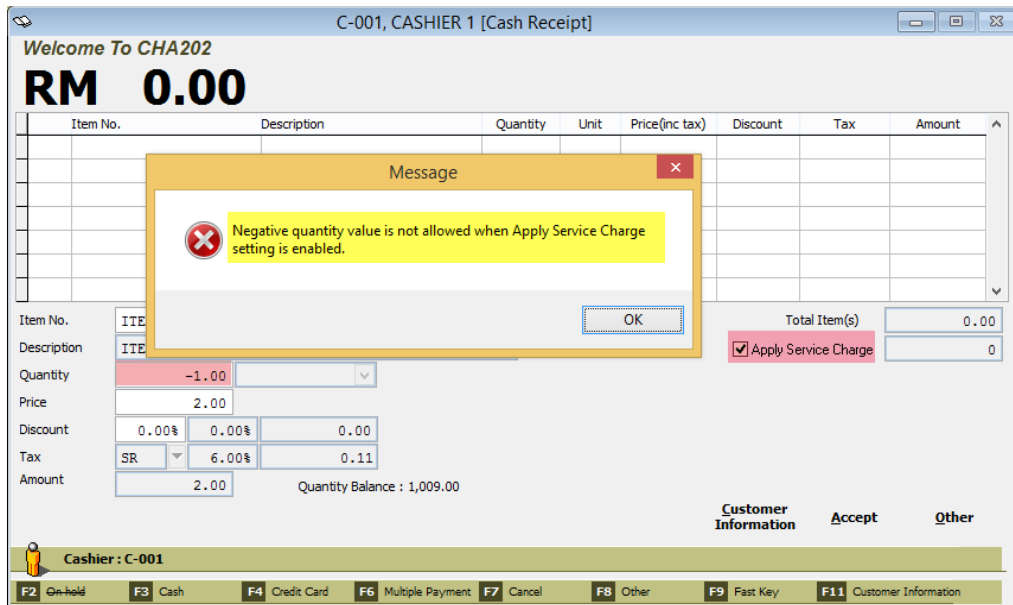 C-001, CASHIER 1 [Cash Receipt]
Welcome To CHA202
RM 0.00
Item No. Description Quantity Unit Price(inc tax) Discount Tax Amount
Message
Negative quantity value is not allowed when Apply Service Charge
setting is enabled.
OK
Item No. ITE Total Item(s) 0.00
Description ITE Apply Service Charge 0
Quantity -1.00
Price 2.00
Discount 0.00% 0.00% 0.00
Tax SR 6.00% 0.11
Amount 2.00 Quantity Balance : 1,009.00
Customer
Information Accept Other
Cashier : C-001
F2 On hold F3 Cash F4 Credit Card F6 Multiple Payment F7 Cancel F8 Other F9 Fast Key F11 Customer Information